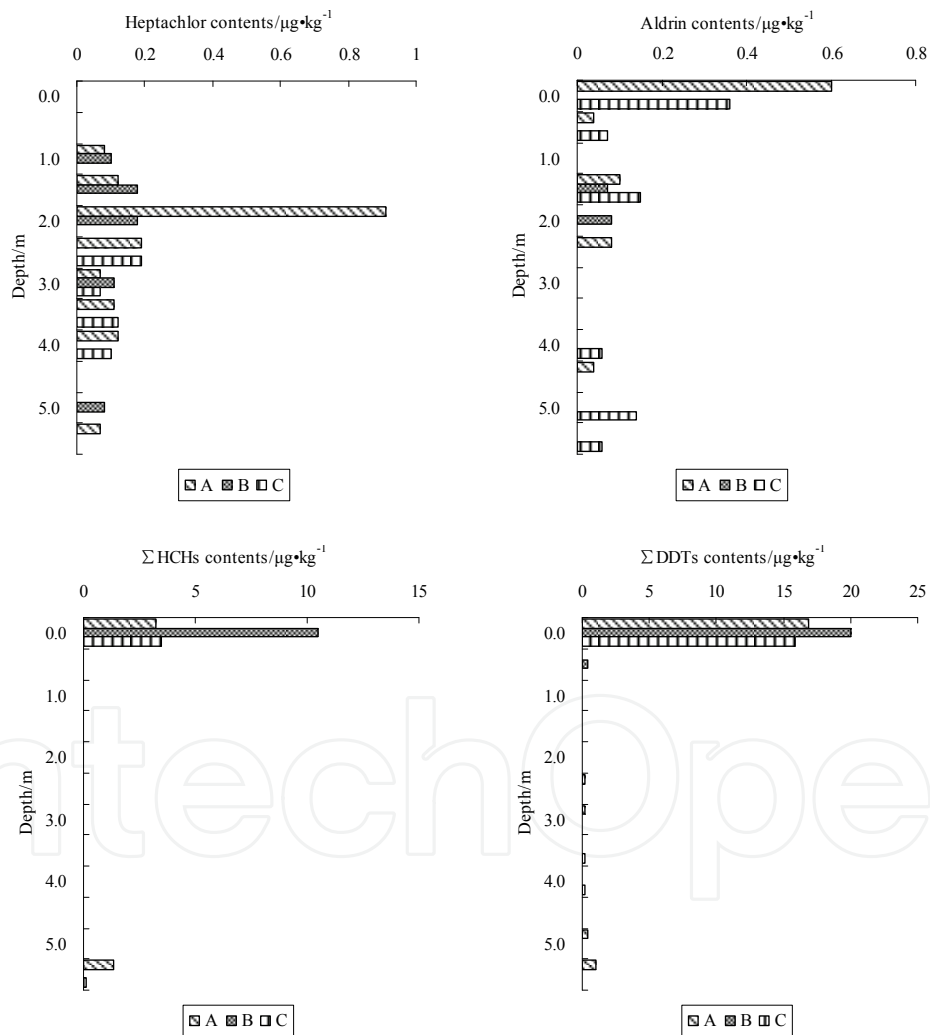 Heptachlor contents/μg•kg⁻¹
0 0.2 0.4 0.6 0.8 1
0.0
1.0
2.0
3.0
4.0
5.0
Depth/m
A B C
Aldrin contents/μg•kg⁻¹
0 0.2 0.4 0.6 0.8
0.0
1.0
2.0
3.0
4.0
5.0
Depth/m
A B C
∑HCHs contents/μg•kg⁻¹
0 5 10 15
0.0
1.0
2.0
3.0
4.0
5.0
Depth/m
A B C
∑DDTs contents/μg•kg⁻¹
0 5 10 15 20 25
0.0
1.0
2.0
3.0
4.0
5.0
Depth/m
A B C
ntechOpe